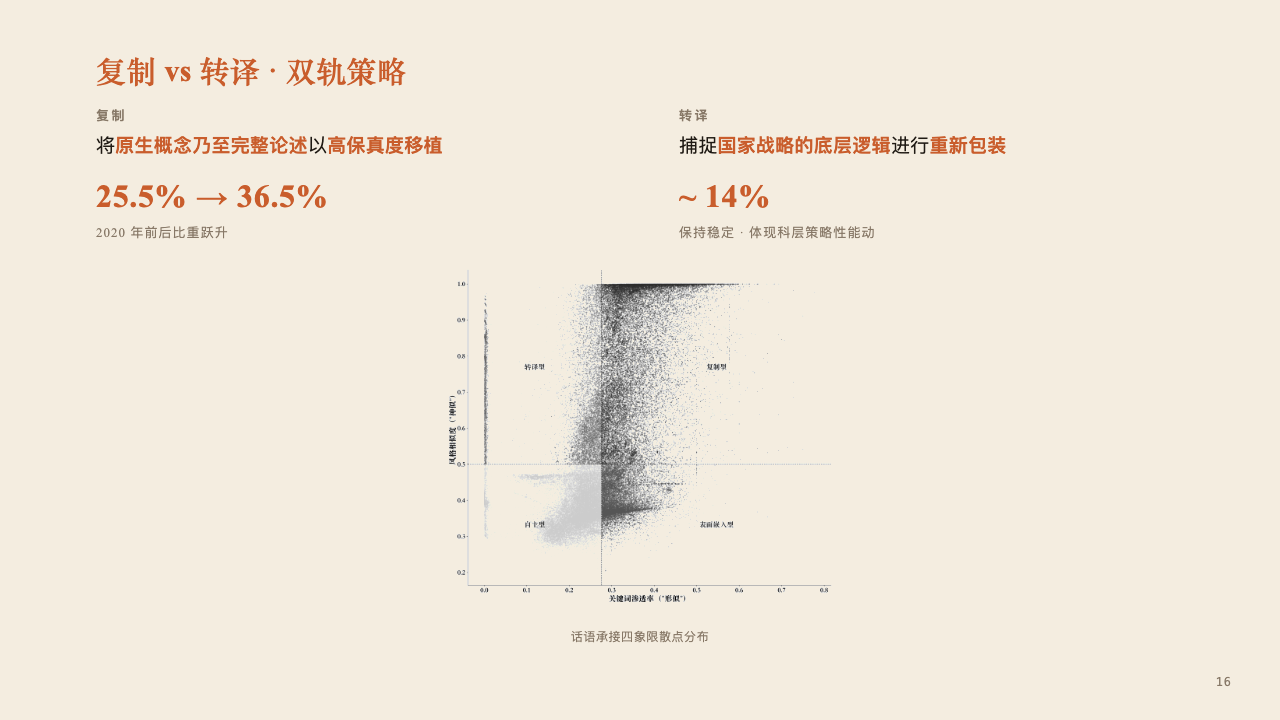 复制 vs 转译 · 双轨策略
复制
将原生概念乃至完整论述以高保真度移植
25.5% → 36.5%
2020 年前后比重跃升
转译
捕捉国家战略的底层逻辑进行重新包装
~ 14%
保持稳定 · 体现科层策略性能动
1.0
0.9
0.8
0.7
0.6
0.5
0.4
0.3
0.2
风格相似度（"神似"）
转译型
复制型
自主型
表面嵌入型
0.0 0.1 0.2 0.3 0.4 0.5 0.6 0.7 0.8
关键词渗透率（"形似"）
话语承接四象限散点分布
16